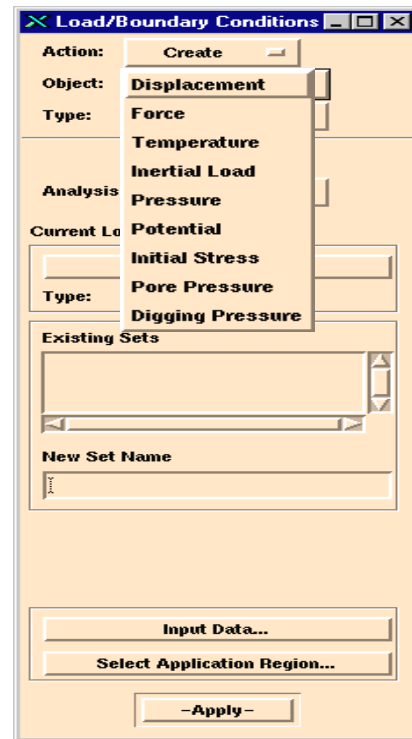 Load/Boundary Conditions
Action: Create
Object: Displacement
Type: Force
Temperature
Inertial Load
Analysis Pressure
Current Lo Potential
Initial Stress
Type: Pore Pressure
Digging Pressure
Existing Sets
New Set Name
Input Data...
Select Application Region...
-Apply-